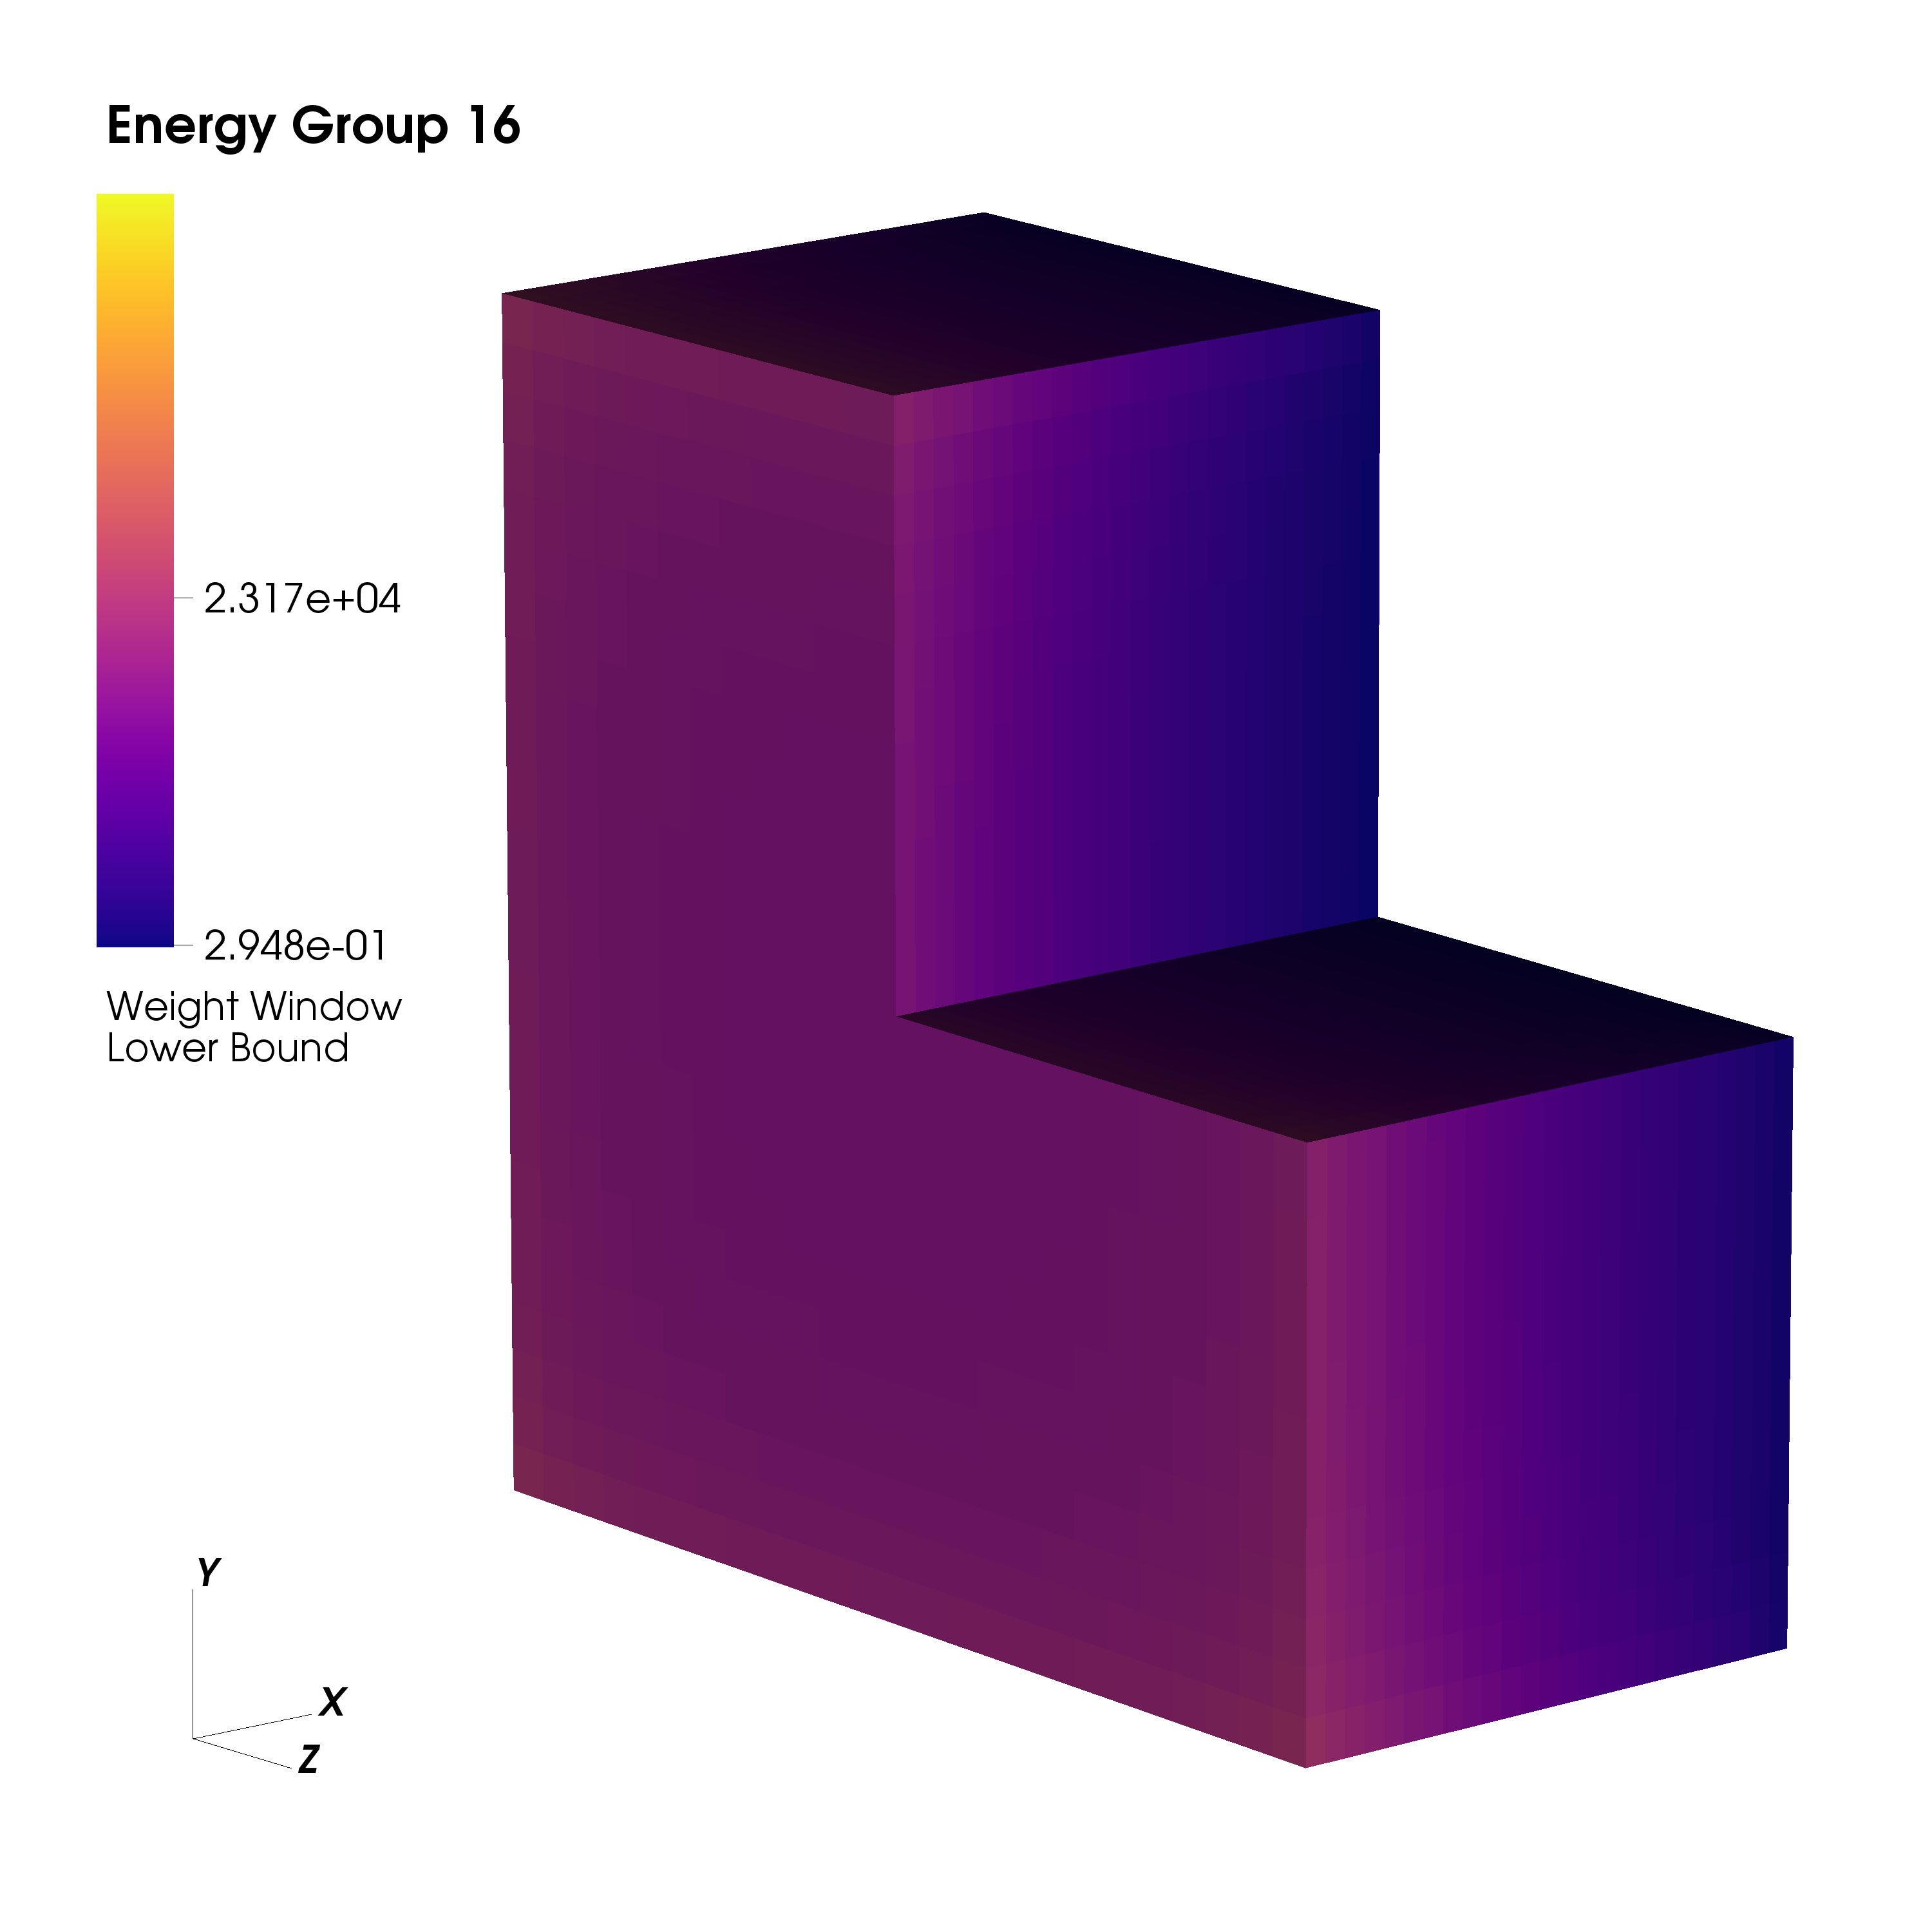 Energy Group 16
2.317e+04
2.948e-01
Weight Window
Lower Bound
Y
X
Z